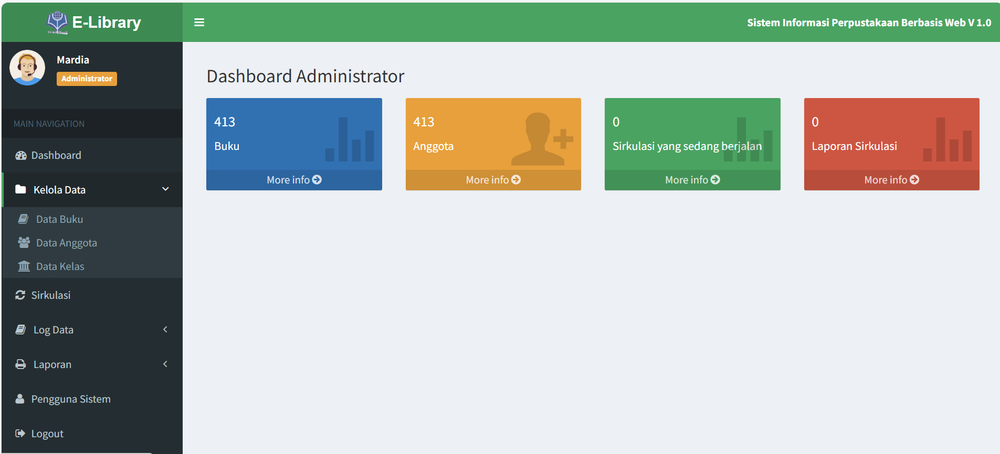 E-Library
Sistem Informasi Perpustakaan Berbasis Web V 1.0
Mardia
Administrator
MAIN NAVIGATION
Dashboard
Kelola Data
Data Buku
Data Anggota
Data Kelas
Sirkulasi
Log Data
Laporan
Pengguna Sistem
Logout
Dashboard Administrator
413
Buku
More info
413
Anggota
More info
0
Sirkulasi yang sedang berjalan
More info
0
Laporan Sirkulasi
More info